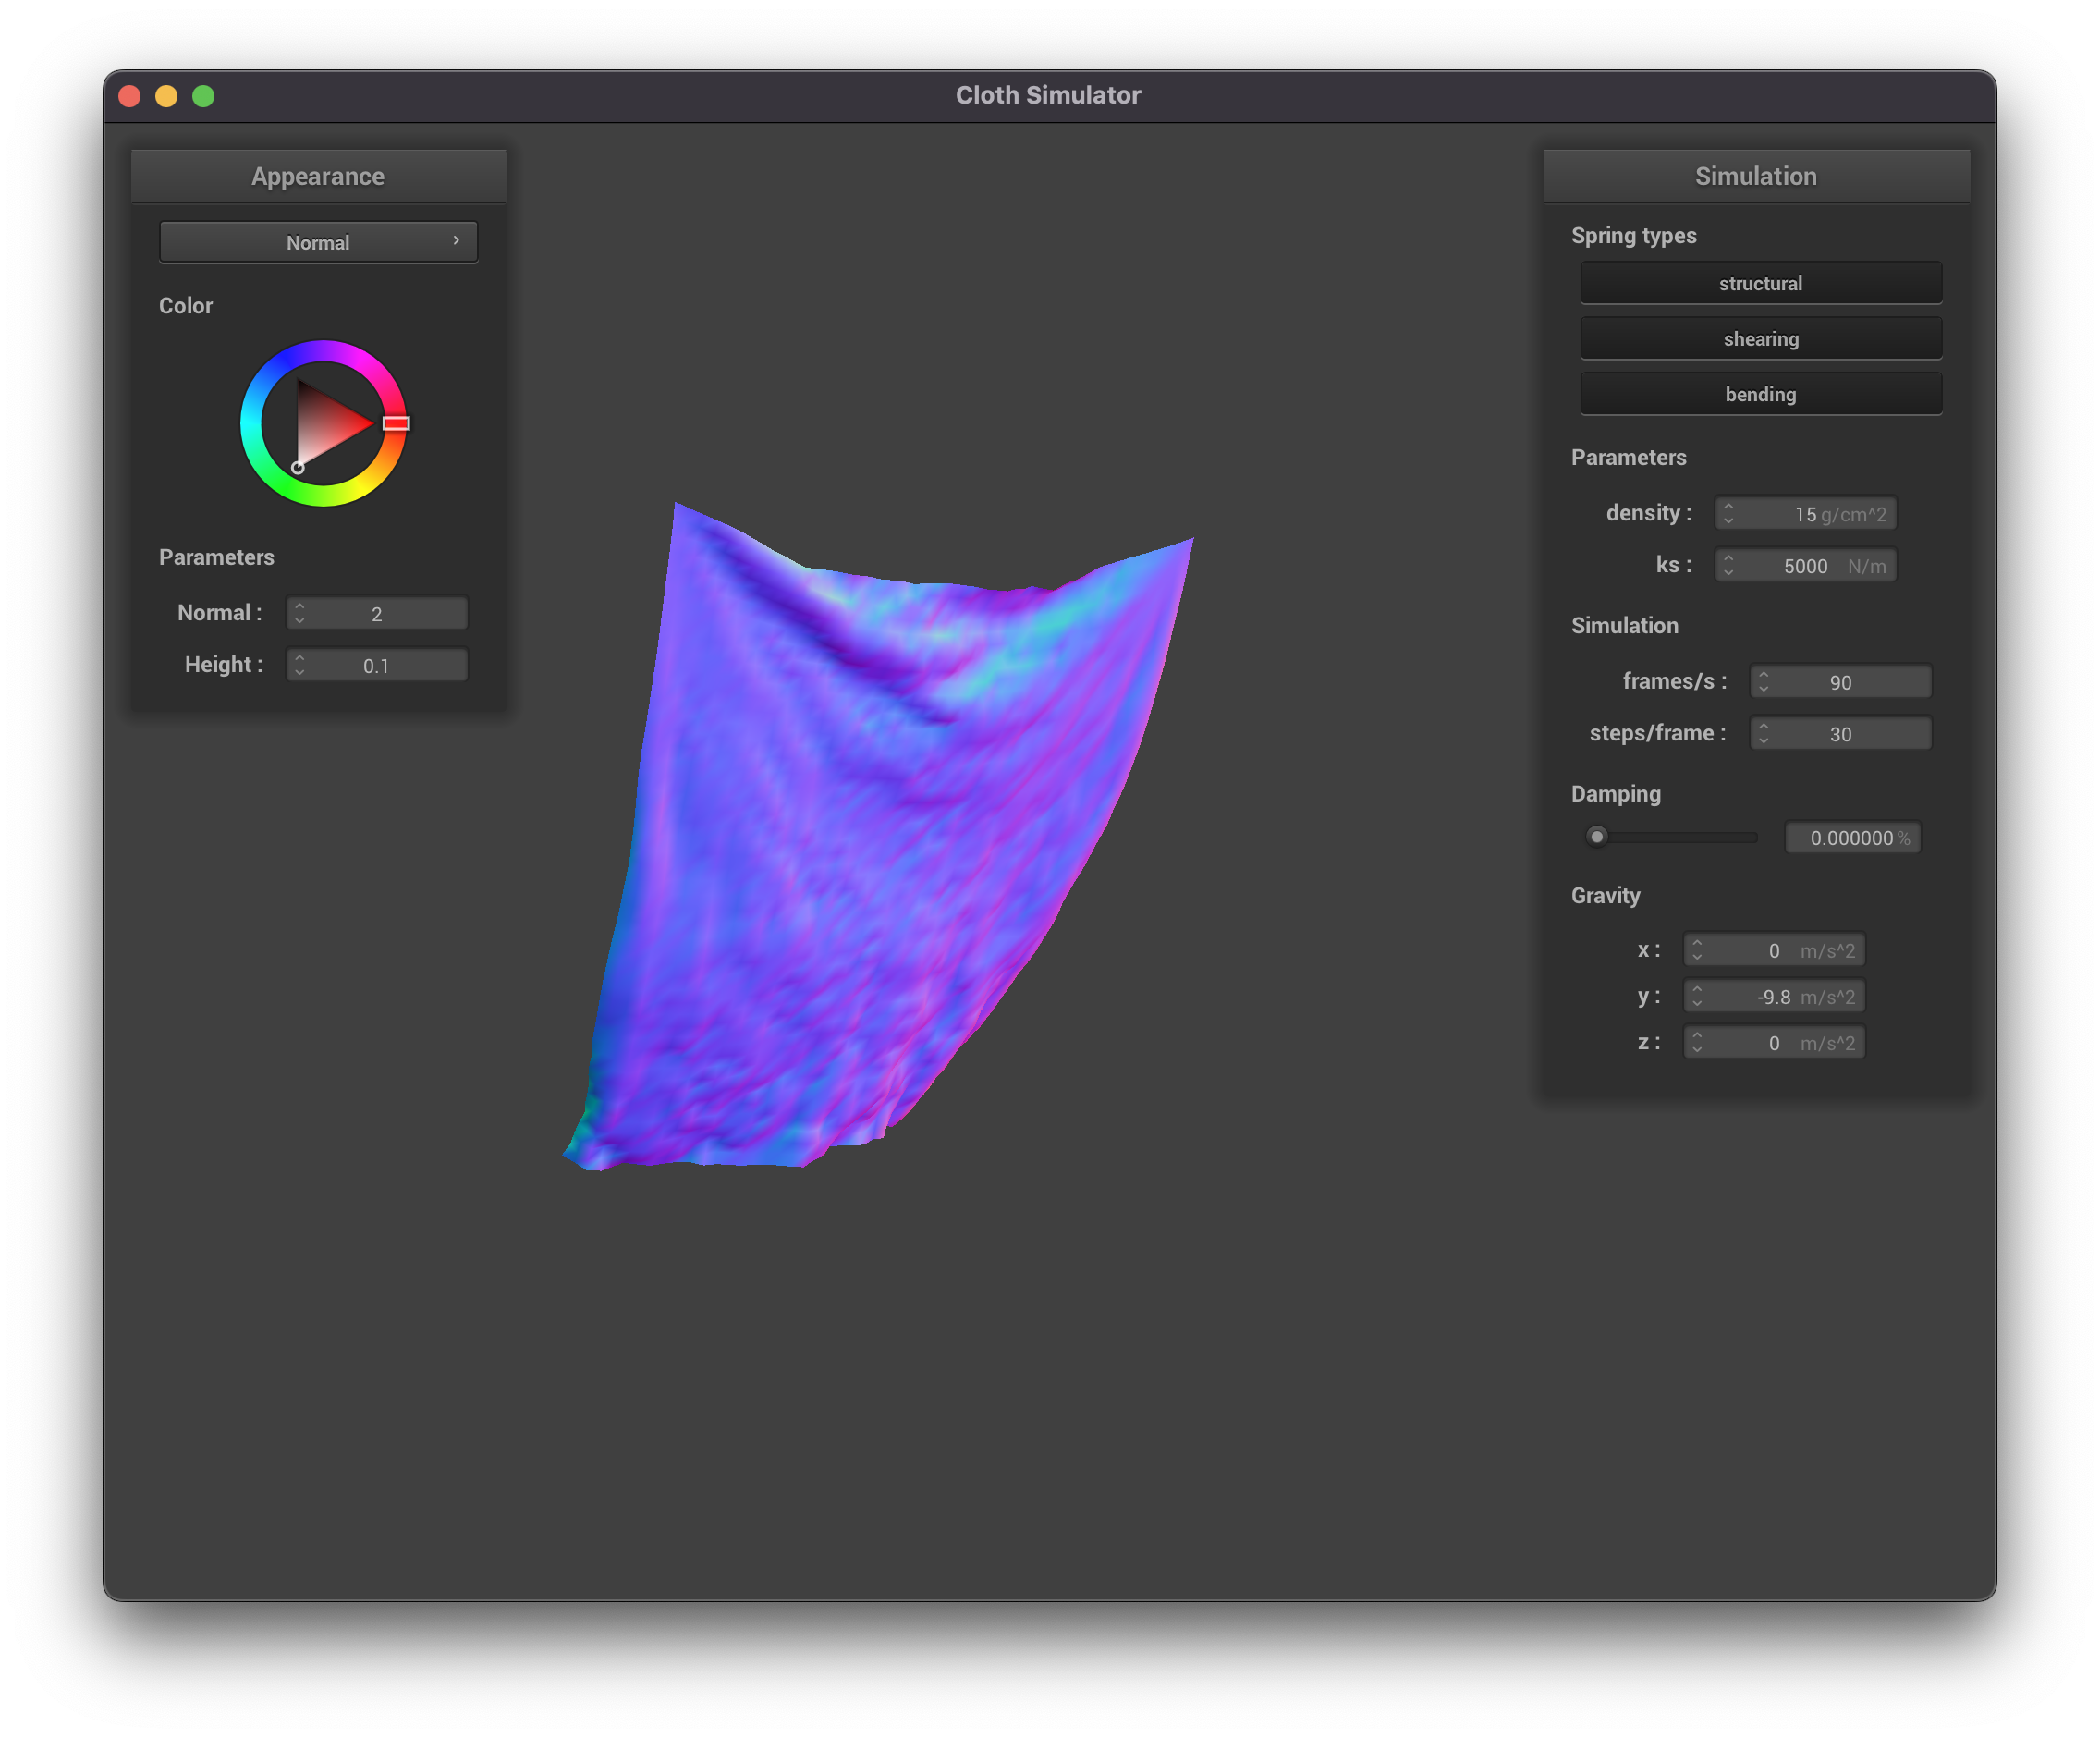 Cloth Simulator
Appearance
Normal
Color
Parameters
Normal : 2
Height : 0.1
Simulation
Spring types
structural
shearing
bending
Parameters
density : 15 g/cm^2
ks : 5000 N/m
Simulation
frames/s : 90
steps/frame : 30
Damping
0.000000 %
Gravity
x : 0 m/s^2
y : -9.8 m/s^2
z : 0 m/s^2